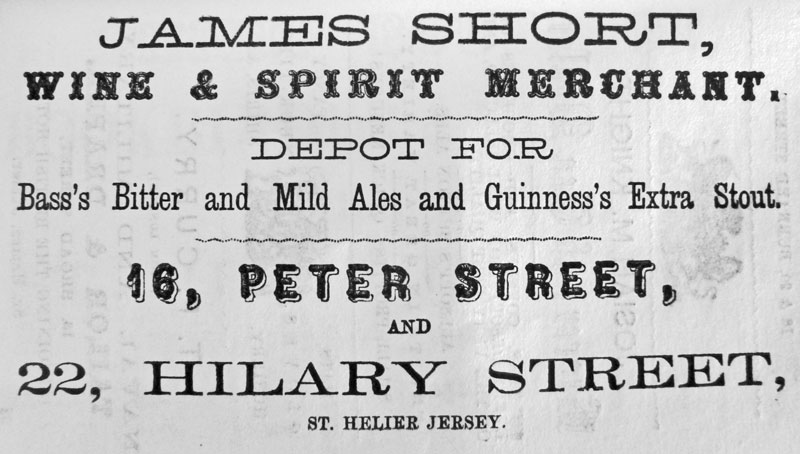 JAMES SHORT,
WINE & SPIRIT MERCHANT.
DEPOT FOR
Bass's Bitter and Mild Ales and Guinness's Extra Stout.
16, PETER STREET,
AND
22, HILARY STREET,
ST. HELIER JERSEY.